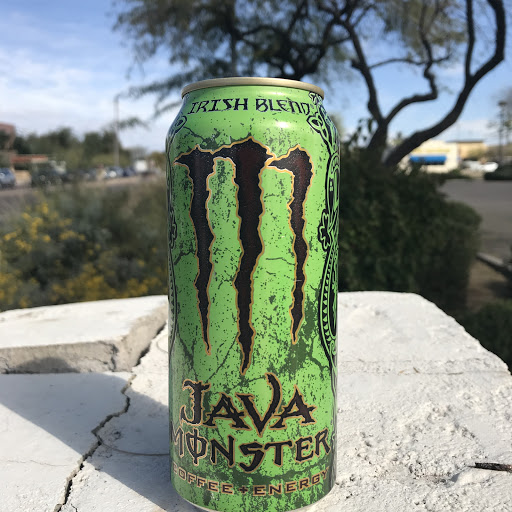 IRISH BLEND
JAVA
MONSTER
COFFEE + ENERGY